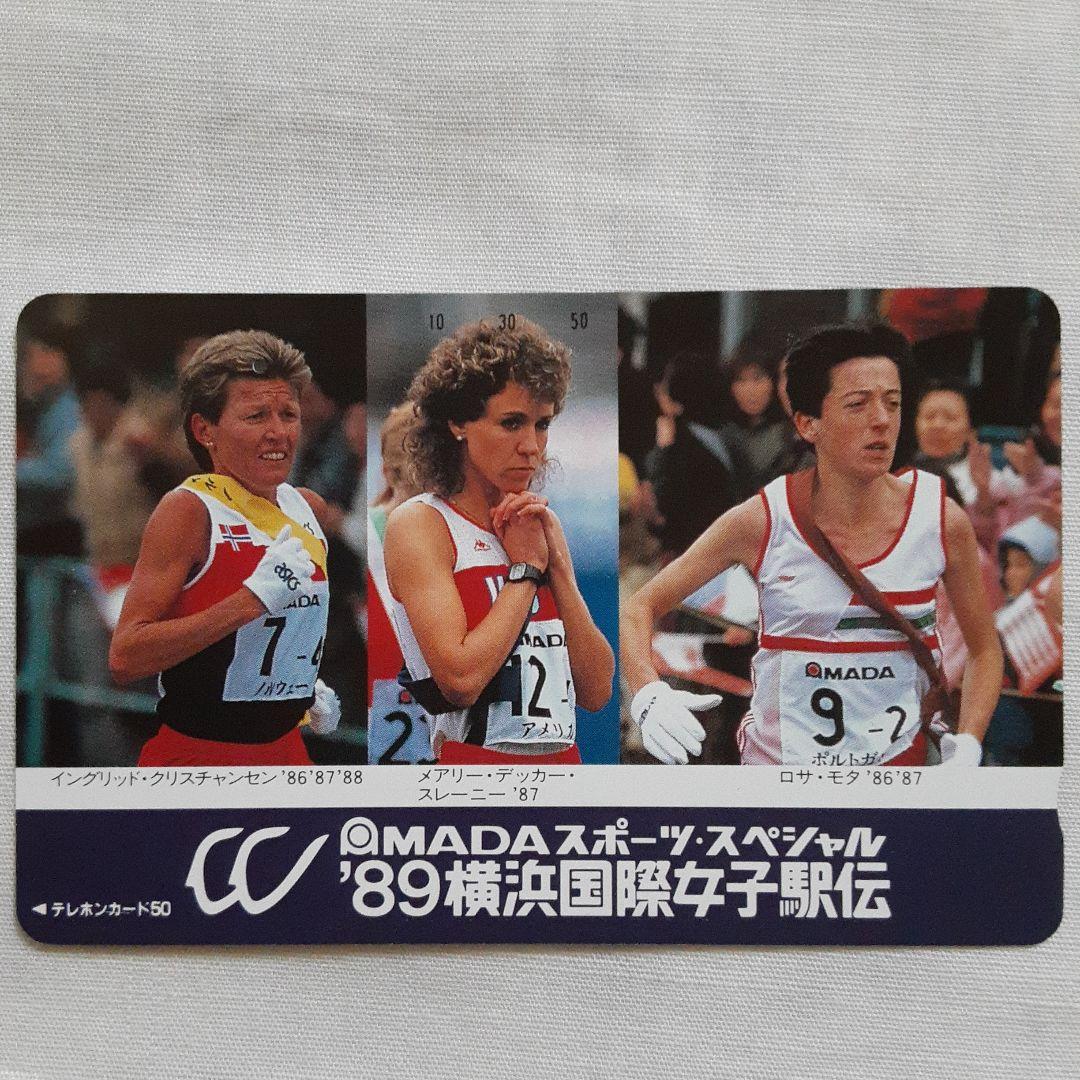 10 30 50
asics
MADA
7 -4
ノルウェー
U
MADA
12 -
アメリカ
2
AMADA
9 -2
ポルトガ
イングリッド・クリスチャンセン '86'87'88
メアリー・デッカー・
スレーニー '87
ロサ・モタ '86'87
AMADAスポーツ・スペシャル
'89横浜国際女子駅伝
◀テレホンカード50